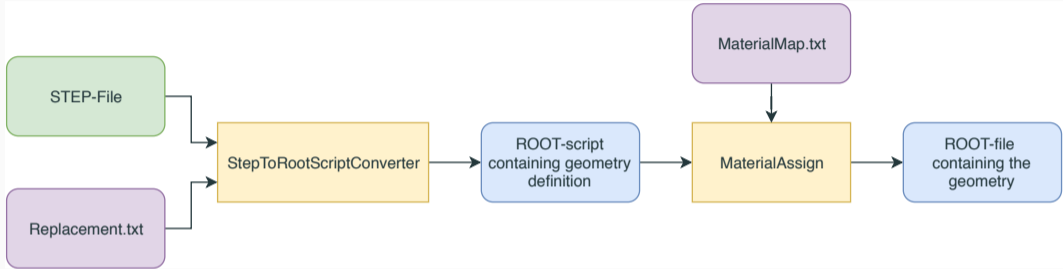 MaterialMap.txt
STEP-File
StepToRootScriptConverter
ROOT-script
containing geometry
definition
MaterialAssign
ROOT-file
containing the
geometry
Replacement.txt